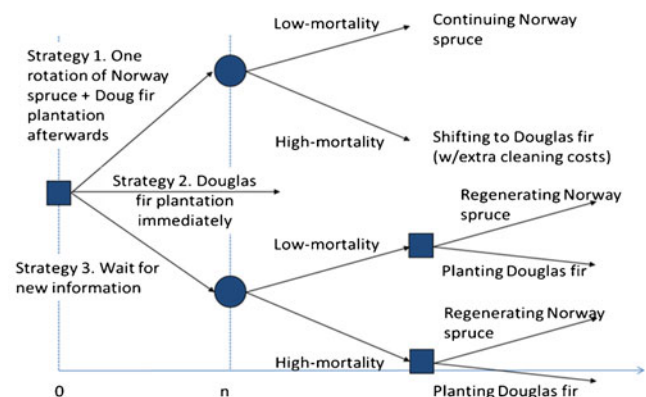 Low-mortality
Continuing Norway
spruce
Strategy 1. One
rotation of Norway
spruce + Doug fir
plantation
afterwards
High-mortality
Shifting to Douglas fir
(w/extra cleaning costs)
Strategy 2. Douglas
fir plantation
immediately
Regenerating Norway
spruce
Low-mortality
Strategy 3. Wait for
new information
Planting Douglas fir
Regenerating Norway
spruce
High-mortality
Planting Douglas fir
0
n